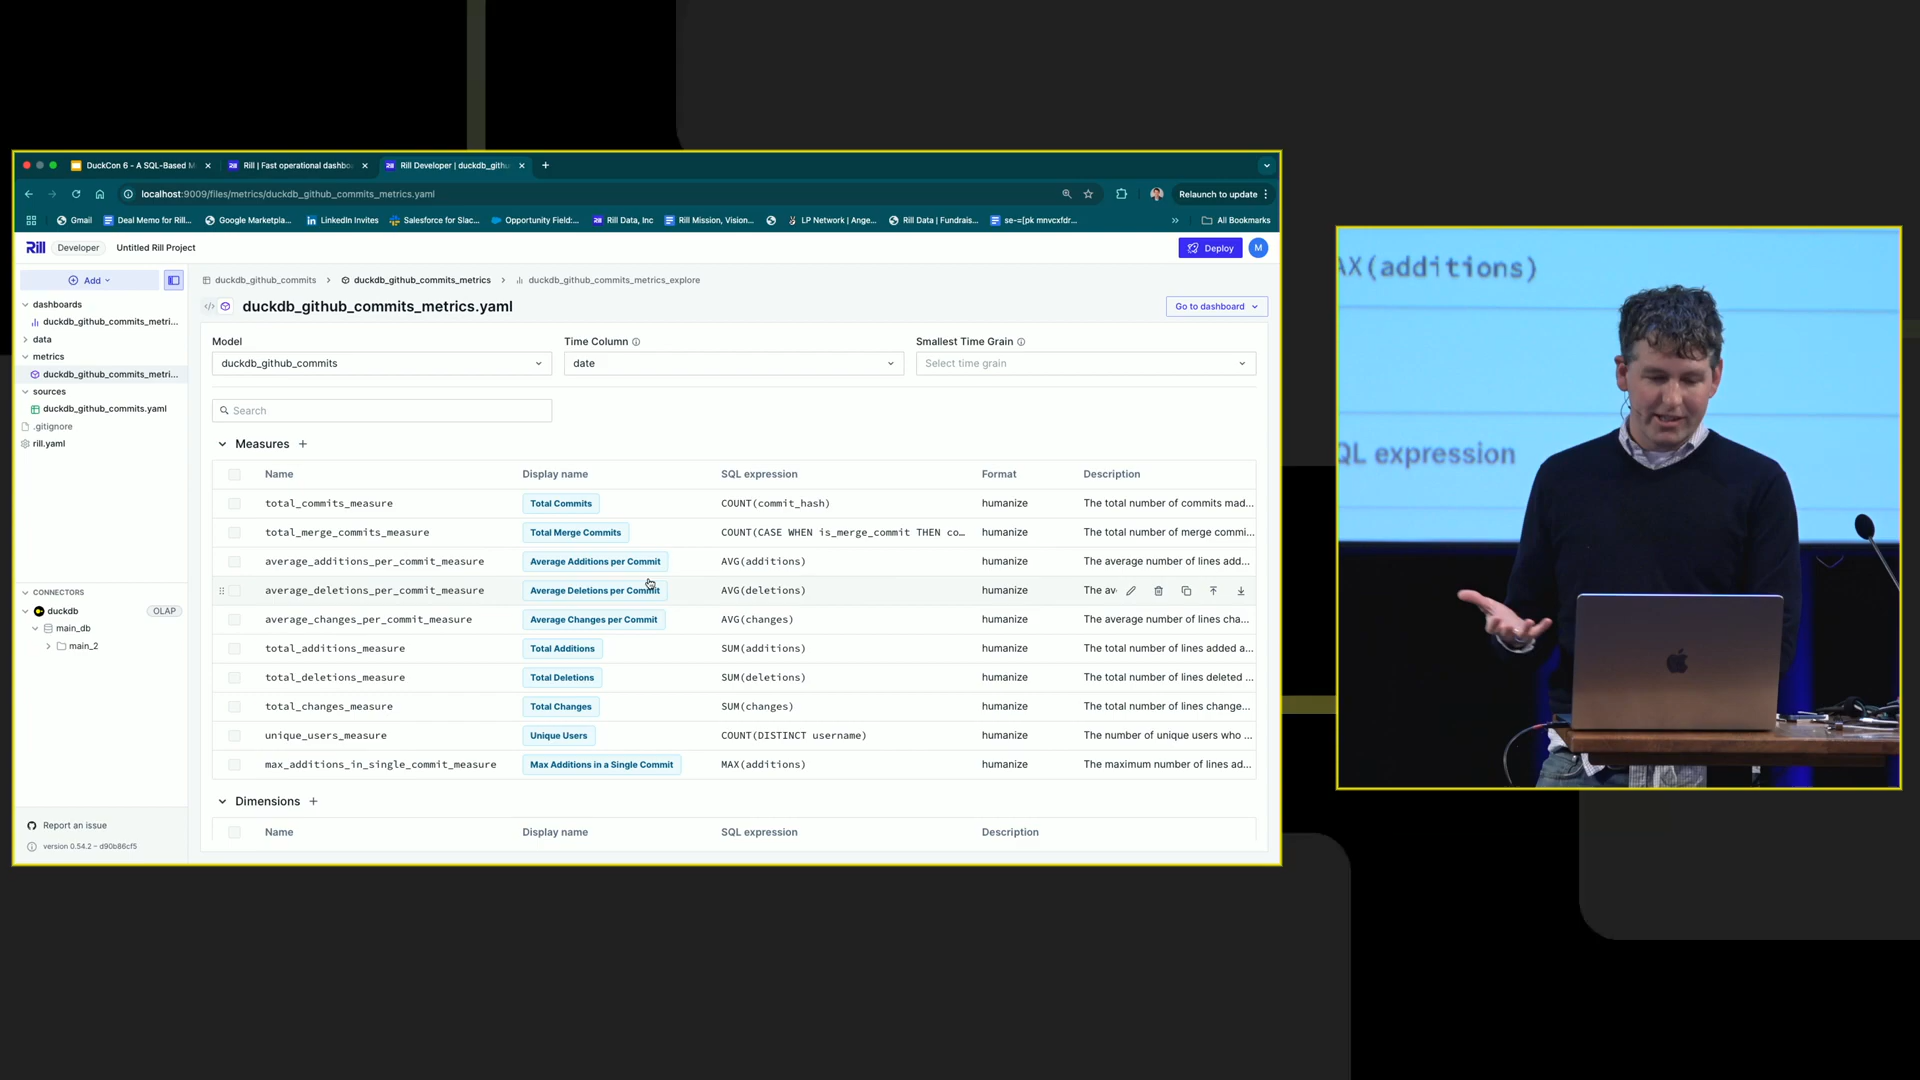 DuckCon 6 - A SQL-Based M
Rill | Fast operational dashbo
Rill Developer | duckdb_githu
localhost:9009/files/metrics/duckdb_github_commits_metrics.yaml
Relaunch to update
Gmail
Deal Memo for Rill...
Google Marketpla...
LinkedIn Invites
Salesforce for Slac...
Opportunity Field:...
Rill Data, Inc
Rill Mission, Vision...
LP Network | Ange...
Rill Data | Fundrais...
se-=[pk mnvcxfdr...
All Bookmarks
Rill
Developer
Untitled Rill Project
Deploy
M
Add
dashboards
duckdb_github_commits_metri...
data
metrics
duckdb_github_commits_metri...
sources
duckdb_github_commits.yaml
.gitignore
rill.yaml
CONNECTORS
duckdb
OLAP
main_db
main_2
Report an issue
version 0.54.2 – d90b86cf5
duckdb_github_commits
duckdb_github_commits_metrics
duckdb_github_commits_metrics_explore
duckdb_github_commits_metrics.yaml
Go to dashboard
Model
Time Column
Smallest Time Grain
duckdb_github_commits
date
Select time grain
Search
Measures
Name Display name SQL expression Format Description
total_commits_measure Total Commits COUNT(commit_hash) humanize The total number of commits mad...
total_merge_commits_measure Total Merge Commits COUNT(CASE WHEN is_merge_commit THEN co… humanize The total number of merge commi...
average_additions_per_commit_measure Average Additions per Commit AVG(additions) humanize The average number of lines add...
average_deletions_per_commit_measure Average Deletions per Commit AVG(deletions) humanize The av
average_changes_per_commit_measure Average Changes per Commit AVG(changes) humanize The average number of lines cha...
total_additions_measure Total Additions SUM(additions) humanize The total number of lines added a...
total_deletions_measure Total Deletions SUM(deletions) humanize The total number of lines deleted ...
total_changes_measure Total Changes SUM(changes) humanize The total number of lines change...
unique_users_measure Unique Users COUNT(DISTINCT username) humanize The number of unique users who ...
max_additions_in_single_commit_measure Max Additions in a Single Commit MAX(additions) humanize The maximum number of lines ad...
Dimensions
Name Display name SQL expression Description
AX(additions)
QL expression